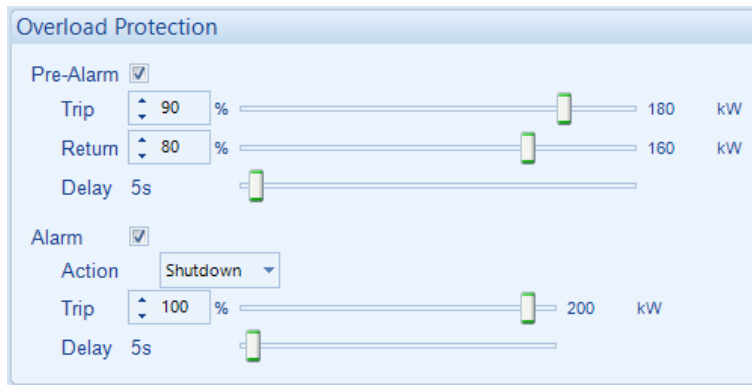 Overload Protection
Pre-Alarm
Trip 90 % 180 kW
Return 80 % 160 kW
Delay 5s
Alarm
Action Shutdown
Trip 100 % 200 kW
Delay 5s